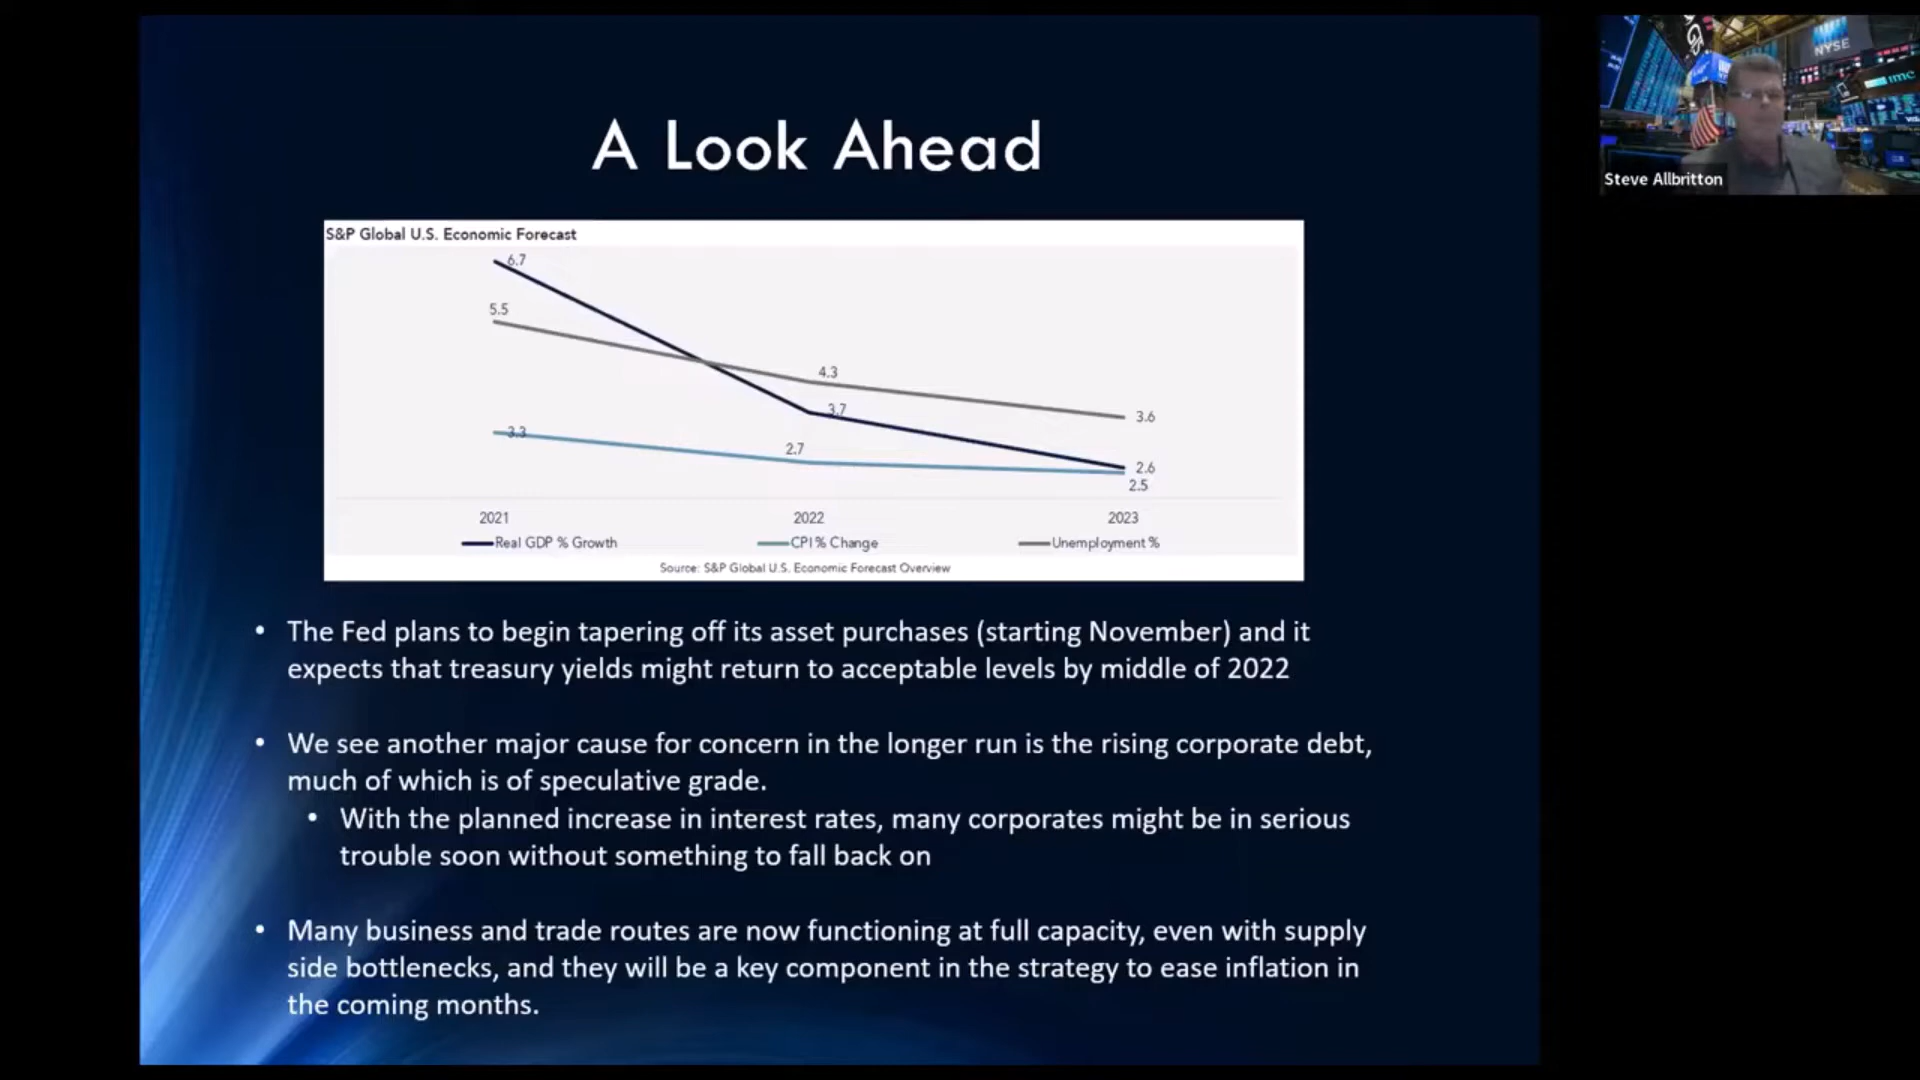 A Look Ahead
S&P Global U.S. Economic Forecast
6.7
5.5
4.3
3.7
3.6
3.3
2.7
2.6
2.5
2021 2022 2023
Real GDP % Growth CPI % Change Unemployment %
Source: S&P Global U.S. Economic Forecast Overview
• The Fed plans to begin tapering off its asset purchases (starting November) and it
expects that treasury yields might return to acceptable levels by middle of 2022
• We see another major cause for concern in the longer run is the rising corporate debt,
much of which is of speculative grade.
• With the planned increase in interest rates, many corporates might be in serious
trouble soon without something to fall back on
• Many business and trade routes are now functioning at full capacity, even with supply
side bottlenecks, and they will be a key component in the strategy to ease inflation in
the coming months.
NYSE
imc
Steve Allbritton